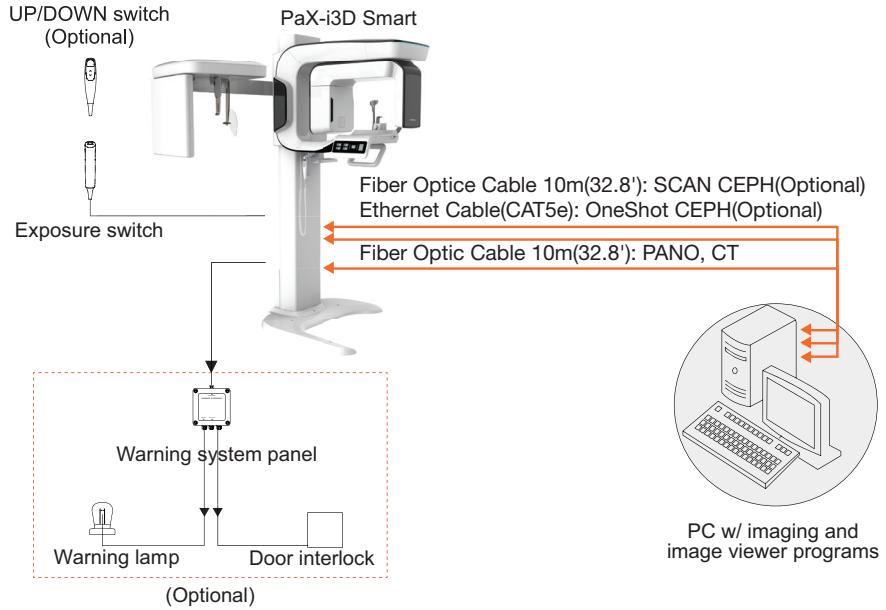 UP/DOWN switch
(Optional)
PaX-i3D Smart
Fiber Optice Cable 10m(32.8'): SCAN CEPH(Optional)
Ethernet Cable(CAT5e): OneShot CEPH(Optional)
Exposure switch
Fiber Optic Cable 10m(32.8'): PANO, CT
Warning system panel
Warning lamp
Door interlock
(Optional)
PC w/ imaging and
image viewer programs